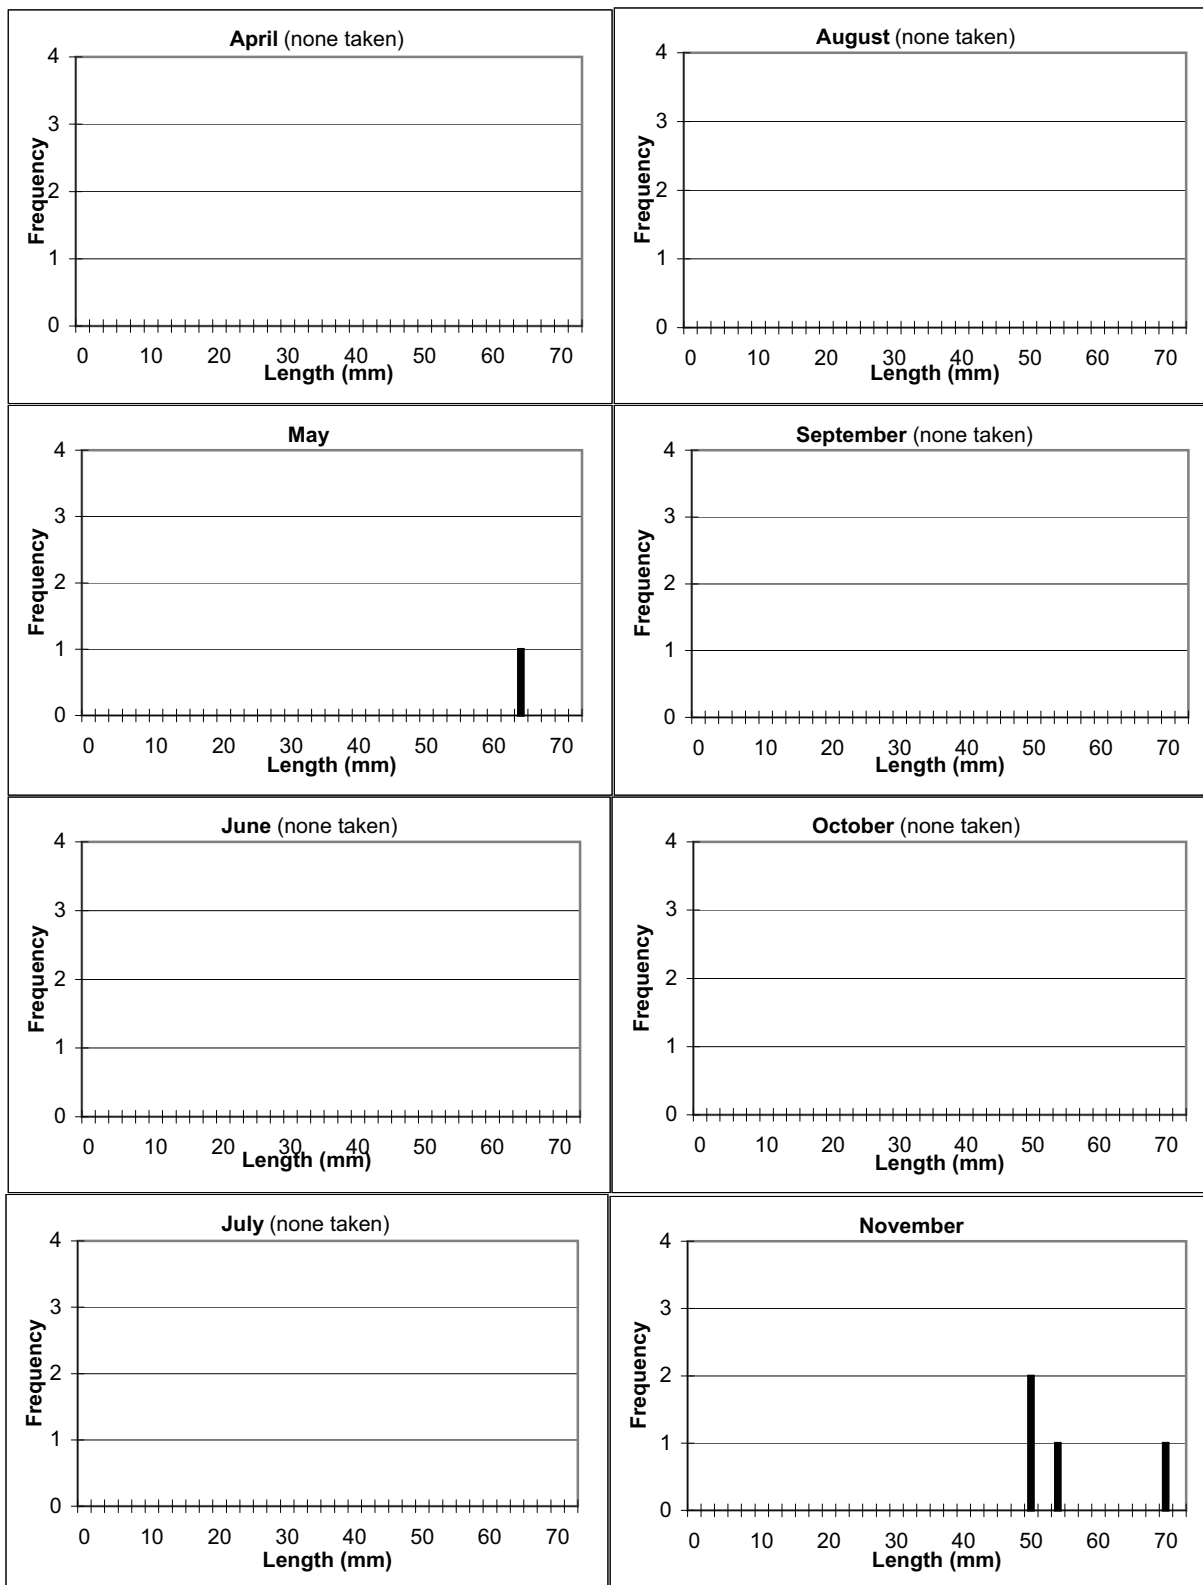 April (none taken)
4
3
2
1
0
Frequency
0 10 20 30 40 50 60 70
Length (mm)
August (none taken)
4
3
2
1
0
Frequency
0 10 20 30 40 50 60 70
Length (mm)
May
4
3
2
1
0
Frequency
0 10 20 30 40 50 60 70
Length (mm)
September (none taken)
4
3
2
1
0
Frequency
0 10 20 30 40 50 60 70
Length (mm)
June (none taken)
4
3
2
1
0
Frequency
0 10 20 30 40 50 60 70
Length (mm)
October (none taken)
4
3
2
1
0
Frequency
0 10 20 30 40 50 60 70
Length (mm)
July (none taken)
4
3
2
1
0
Frequency
0 10 20 30 40 50 60 70
Length (mm)
November
4
3
2
1
0
Frequency
0 10 20 30 40 50 60 70
Length (mm)